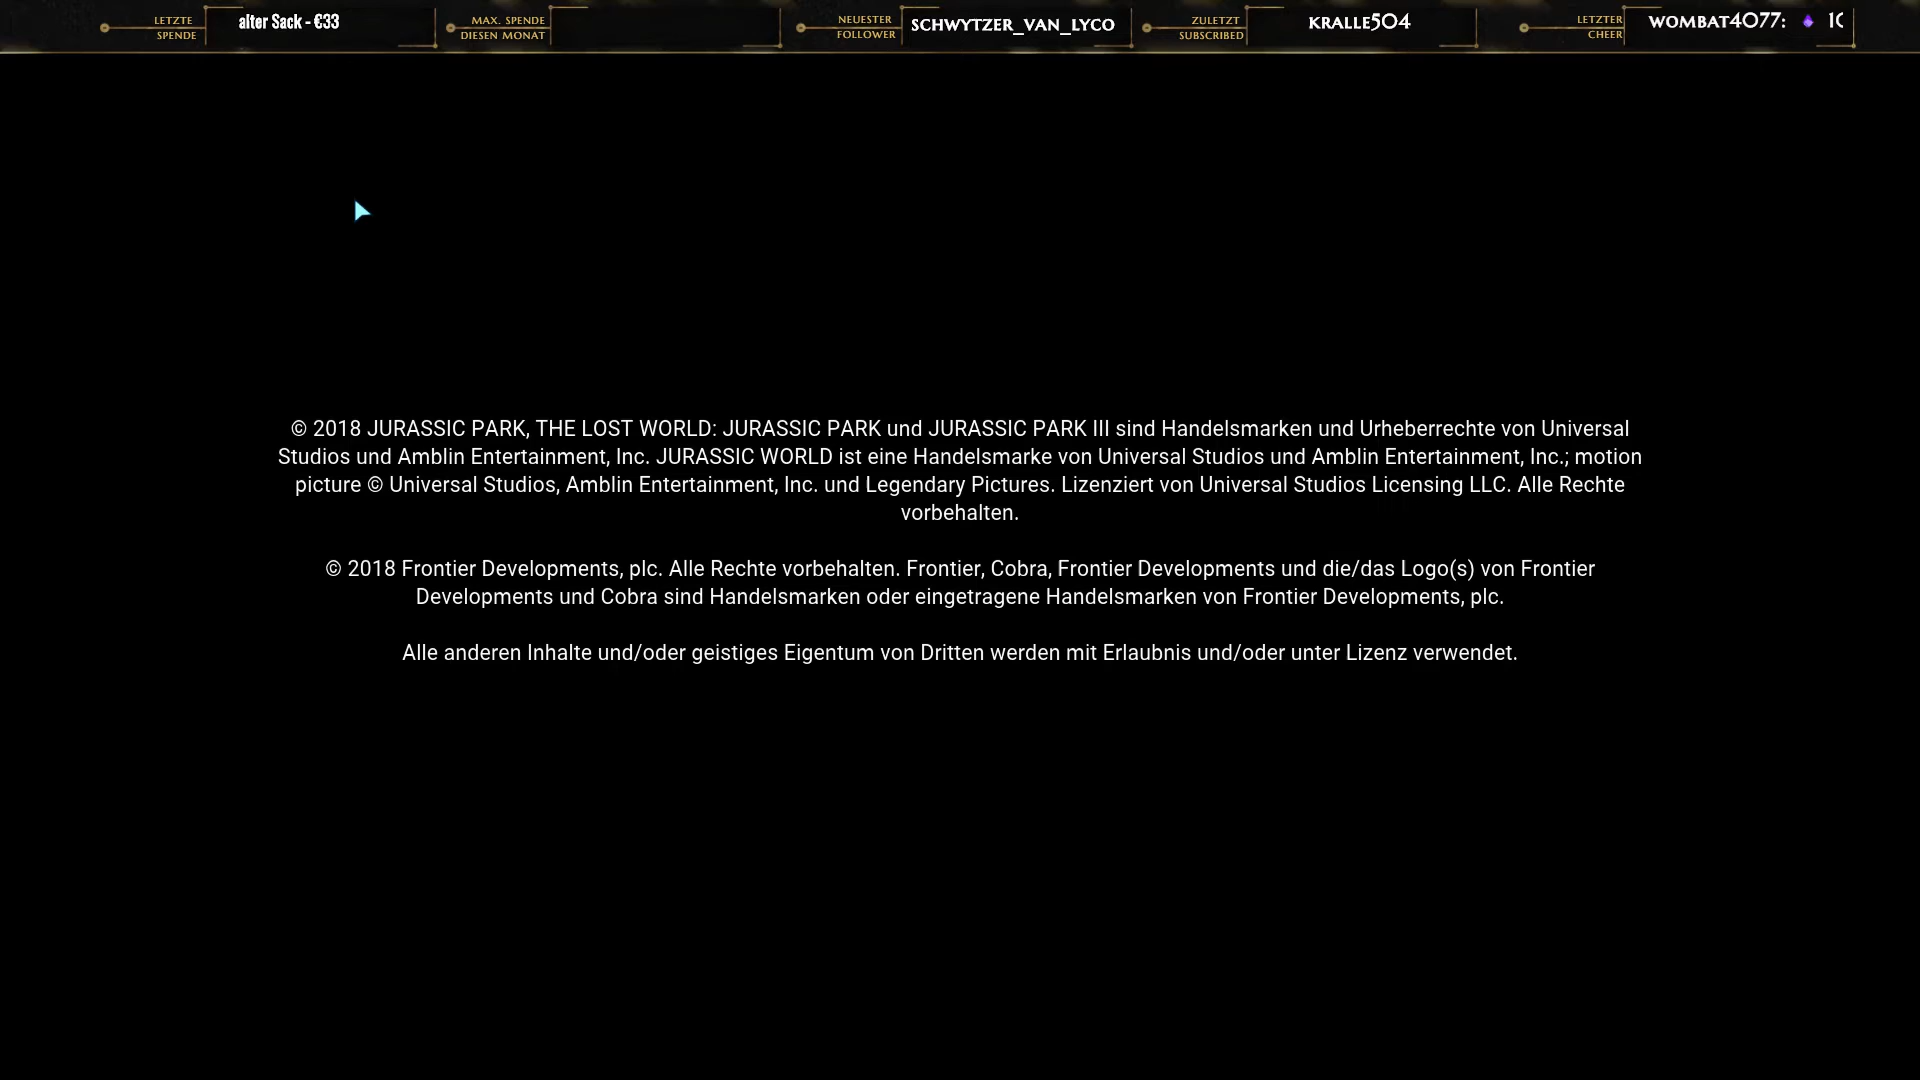 LETZTE
SPENDE
alter Sack - €33
MAX. SPENDE
DIESEN MONAT
NEUESTER
FOLLOWER
SCHWYTZER_VAN_LYCO
ZULETZT
SUBSCRIBED
KRALLE504
LETZTER
CHEER
WOMBAT4077:
© 2018 JURASSIC PARK, THE LOST WORLD: JURASSIC PARK und JURASSIC PARK III sind Handelsmarken und Urheberrechte von Universal
Studios und Amblin Entertainment, Inc. JURASSIC WORLD ist eine Handelsmarke von Universal Studios und Amblin Entertainment, Inc.; motion
picture © Universal Studios, Amblin Entertainment, Inc. und Legendary Pictures. Lizenziert von Universal Studios Licensing LLC. Alle Rechte
vorbehalten.
© 2018 Frontier Developments, plc. Alle Rechte vorbehalten. Frontier, Cobra, Frontier Developments und die/das Logo(s) von Frontier
Developments und Cobra sind Handelsmarken oder eingetragene Handelsmarken von Frontier Developments, plc.
Alle anderen Inhalte und/oder geistiges Eigentum von Dritten werden mit Erlaubnis und/oder unter Lizenz verwendet.